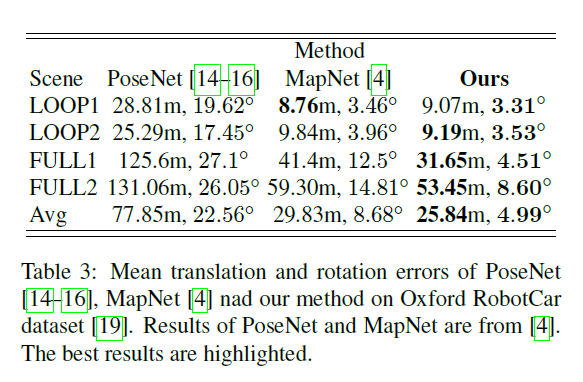 Method
Scene PoseNet [14–16] MapNet [4] Ours
LOOP1 28.81m, 19.62° 8.76m, 3.46° 9.07m, 3.31°
LOOP2 25.29m, 17.45° 9.84m, 3.96° 9.19m, 3.53°
FULL1 125.6m, 27.1° 41.4m, 12.5° 31.65m, 4.51°
FULL2 131.06m, 26.05° 59.30m, 14.81° 53.45m, 8.60°
Avg 77.85m, 22.56° 29.83m, 8.68° 25.84m, 4.99°
Table 3: Mean translation and rotation errors of PoseNet
[14–16], MapNet [4] nad our method on Oxford RobotCar
dataset [19]. Results of PoseNet and MapNet are from [4].
The best results are highlighted.